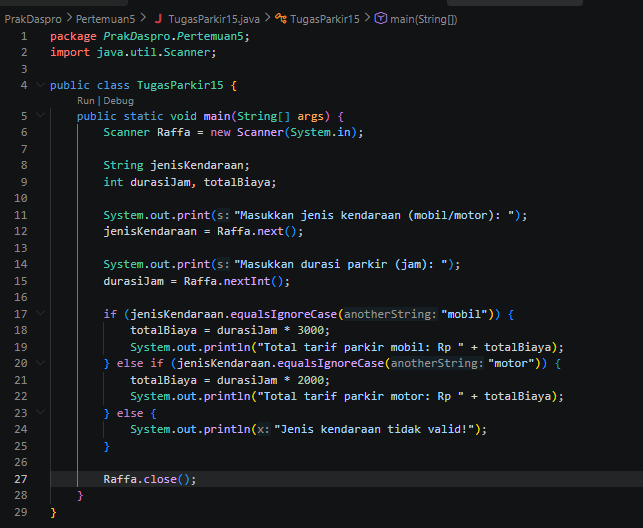 PrakDaspro > Pertemuan5 > J TugasParkir15.java > TugasParkir15 > main(String[])
1 package PrakDaspro.Pertemuan5;
2 import java.util.Scanner;
3
4 public class TugasParkir15 {
Run | Debug
5 public static void main(String[] args) {
6 Scanner Raffa = new Scanner(System.in);
7
8 String jenisKendaraan;
9 int durasiJam, totalBiaya;
10
11 System.out.print(s: "Masukkan jenis kendaraan (mobil/motor): ");
12 jenisKendaraan = Raffa.next();
13
14 System.out.print(s: "Masukkan durasi parkir (jam): ");
15 durasiJam = Raffa.nextInt();
16
17 if (jenisKendaraan.equalsIgnoreCase(anotherString: "mobil")) {
18 totalBiaya = durasiJam * 3000;
19 System.out.println("Total tarif parkir mobil: Rp " + totalBiaya);
20 } else if (jenisKendaraan.equalsIgnoreCase(anotherString: "motor")) {
21 totalBiaya = durasiJam * 2000;
22 System.out.println("Total tarif parkir motor: Rp " + totalBiaya);
23 } else {
24 System.out.println(x: "Jenis kendaraan tidak valid!");
25 }
26
27 Raffa.close();
28 }
29 }